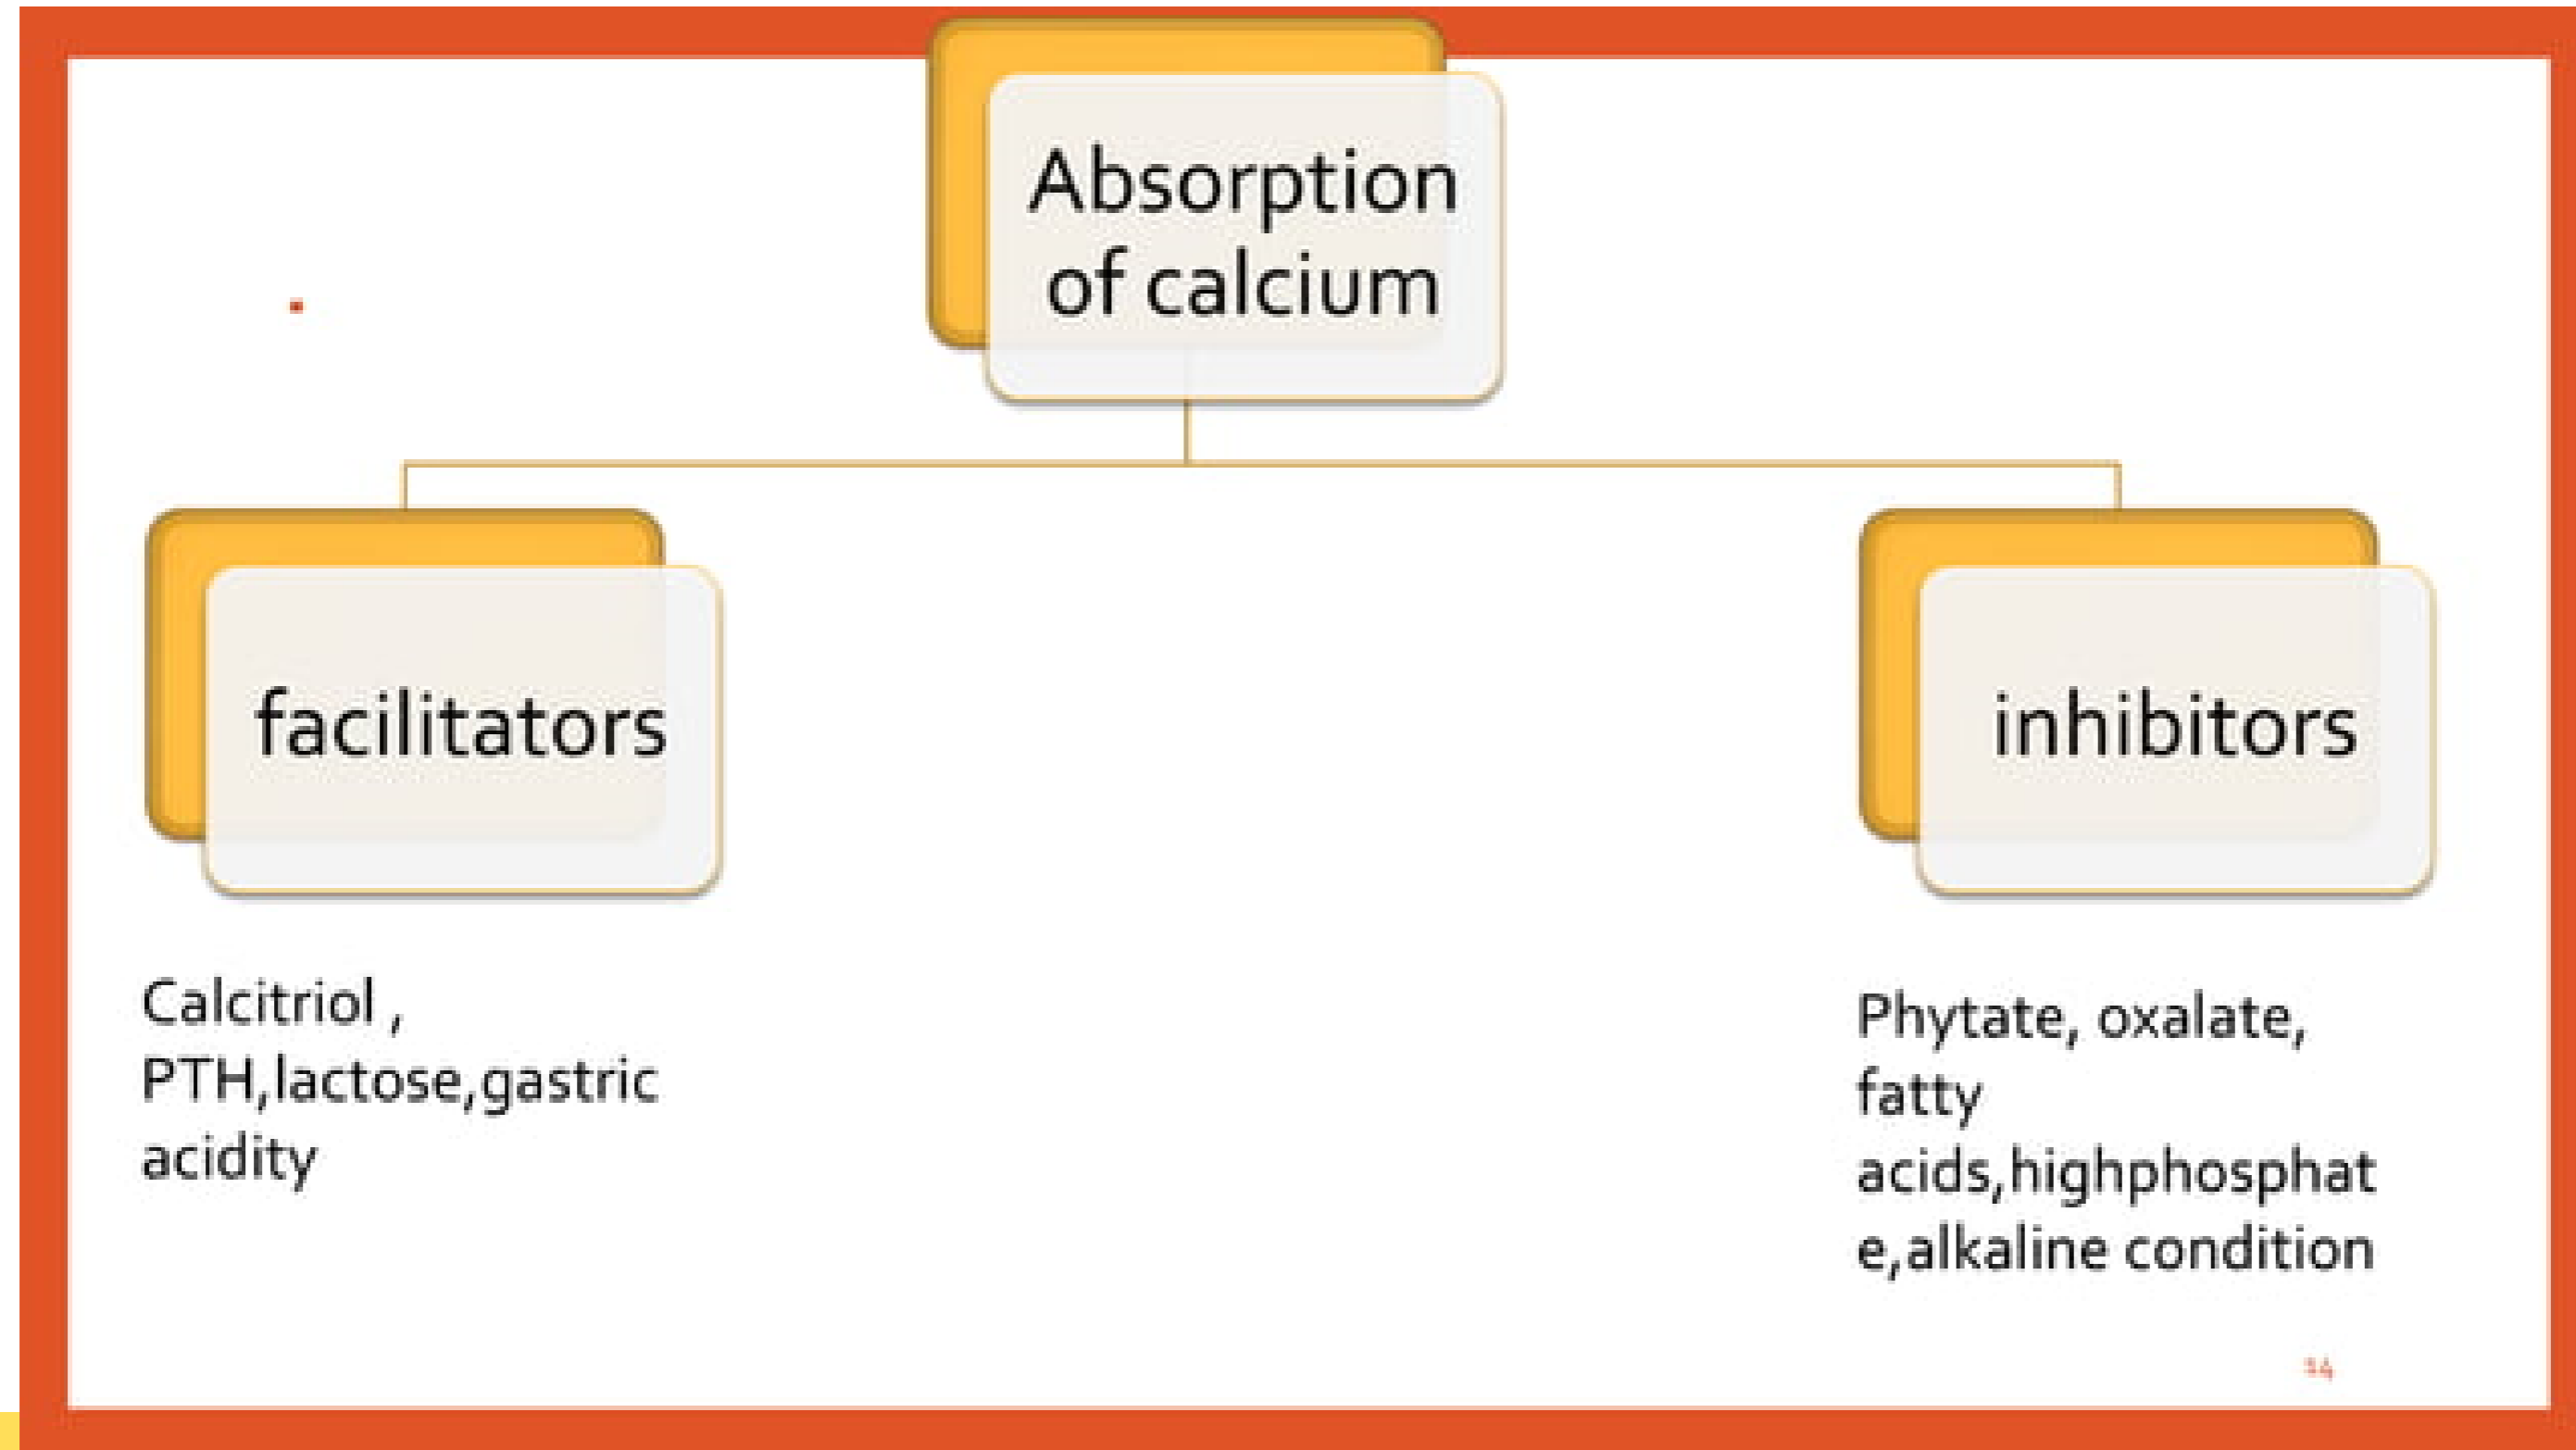 Absorption
of calcium
facilitators
inhibitors
Calcitriol ,
PTH,lactose,gastric
acidity
Phytate, oxalate,
fatty
acids,highphosphat
e,alkaline condition